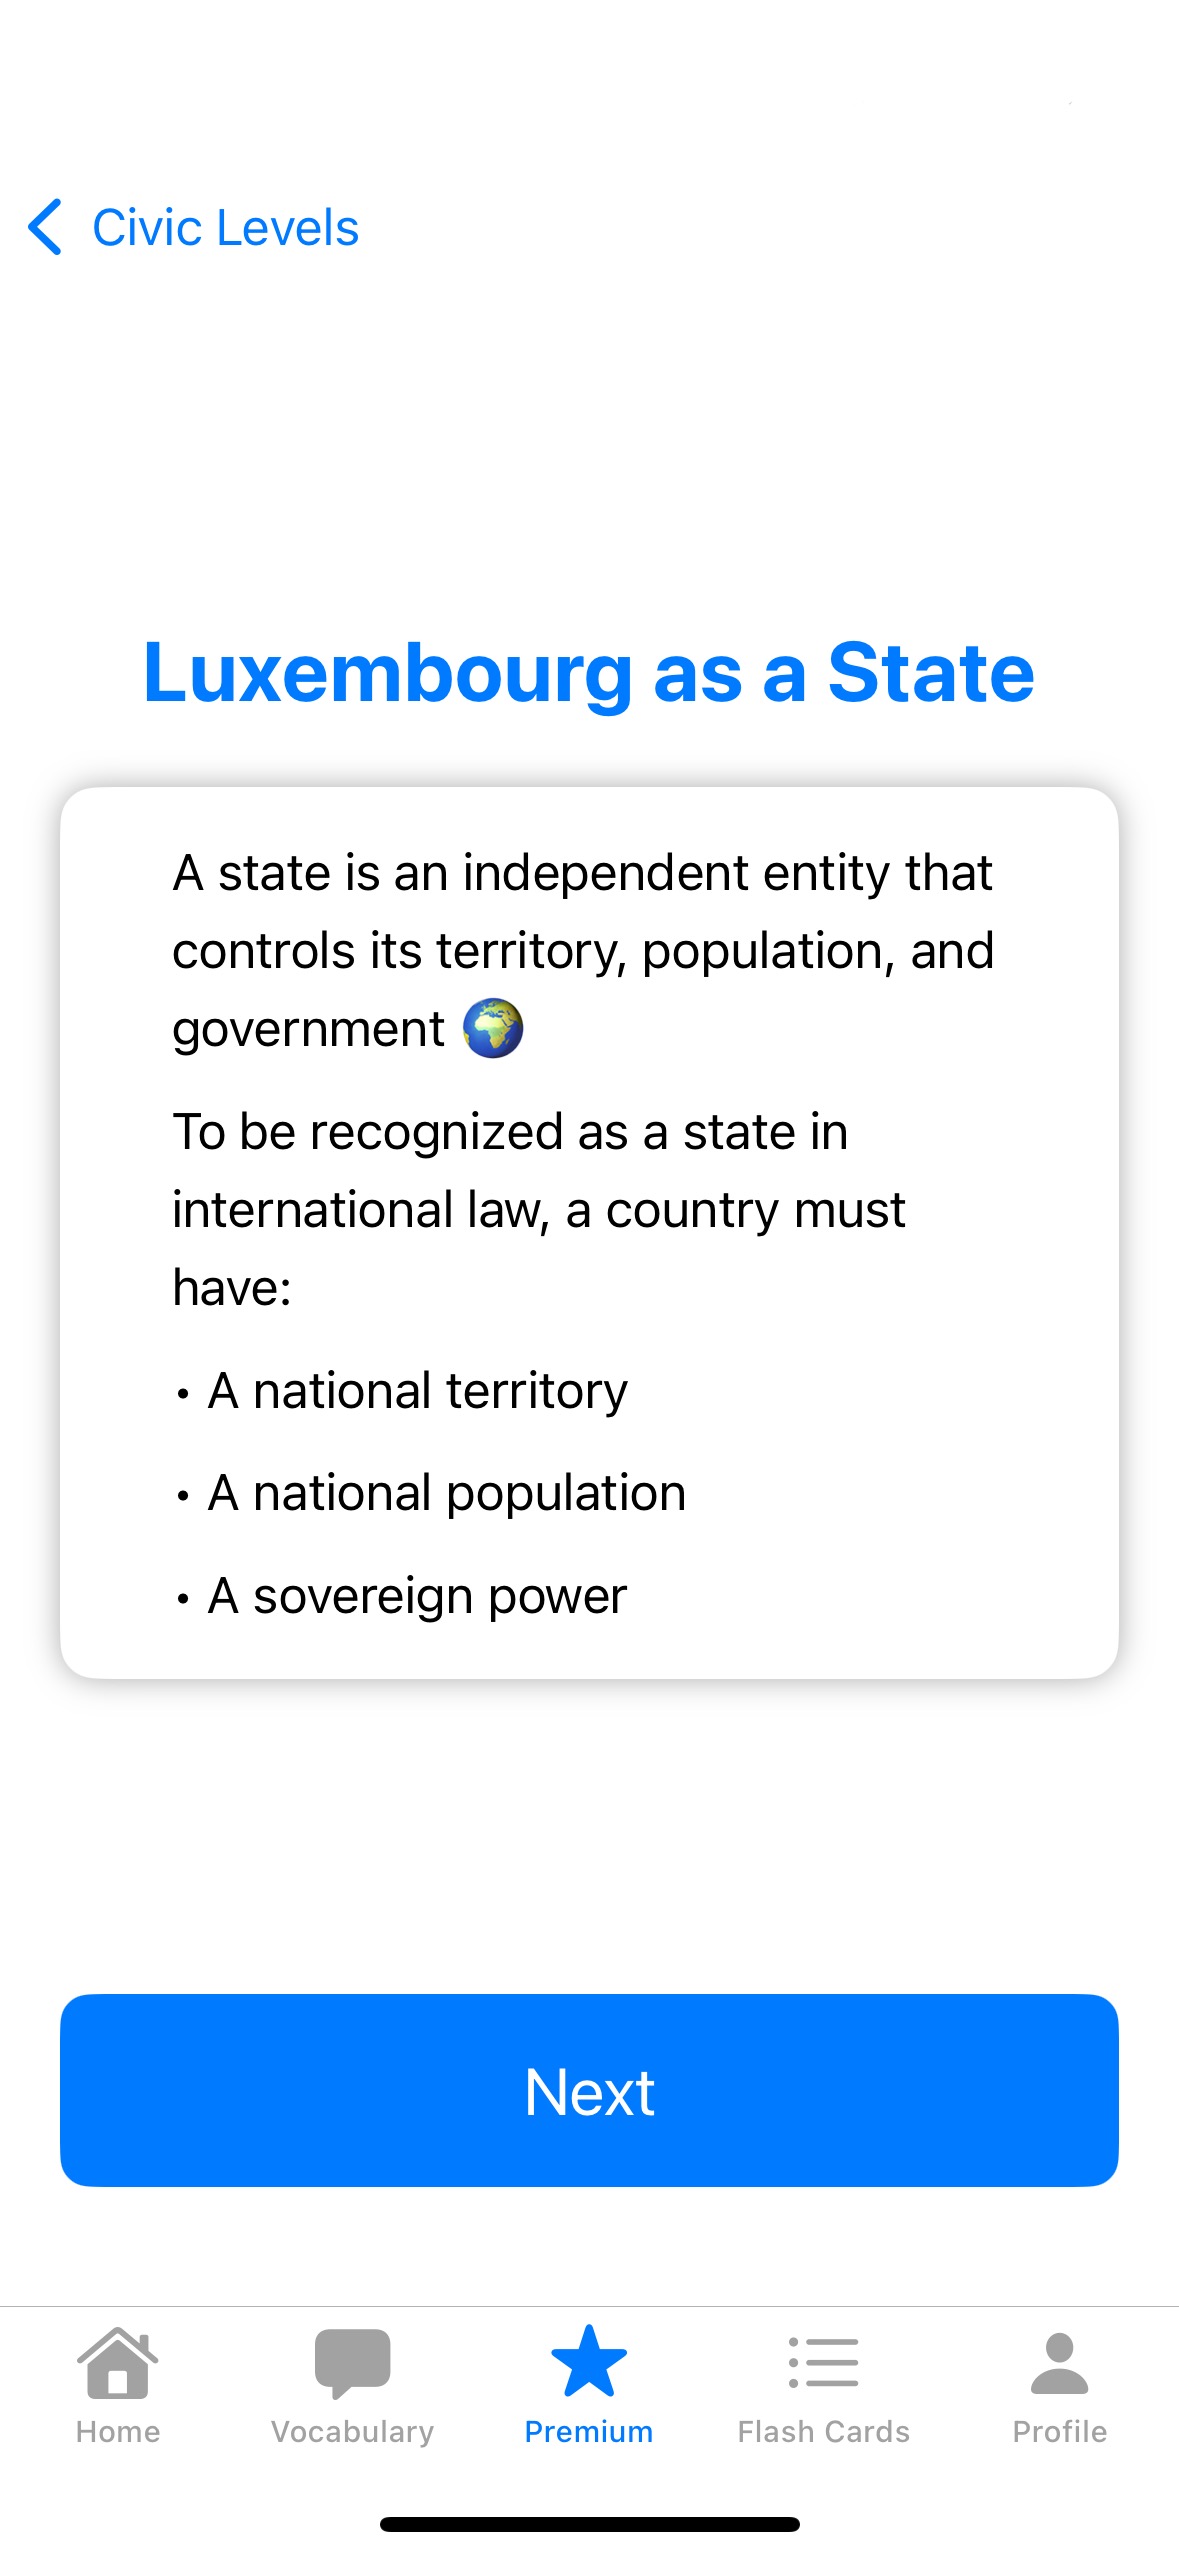 Civic Levels
Luxembourg as a State
A state is an independent entity that
controls its territory, population, and
government 🌍
To be recognized as a state in
international law, a country must
have:
• A national territory
• A national population
• A sovereign power
Next
Home
Vocabulary
Premium
Flash Cards
Profile